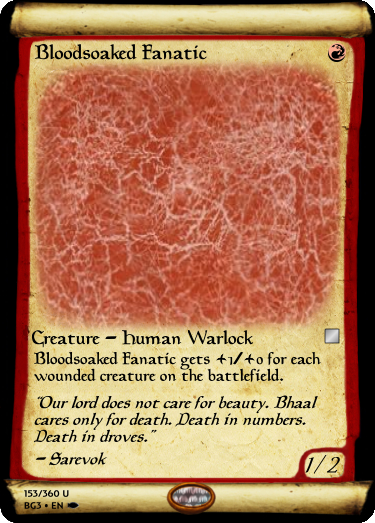 Bloodsoaked Fanatic
Creature – Human Warlock
Bloodsoaked Fanatic gets +1/+0 for each
wounded creature on the battlefield.
"Our lord does not care for beauty. Bhaal
cares only for death. Death in numbers.
Death in droves."
– Sarevok
1/2
153/360 U
BG3 • EN